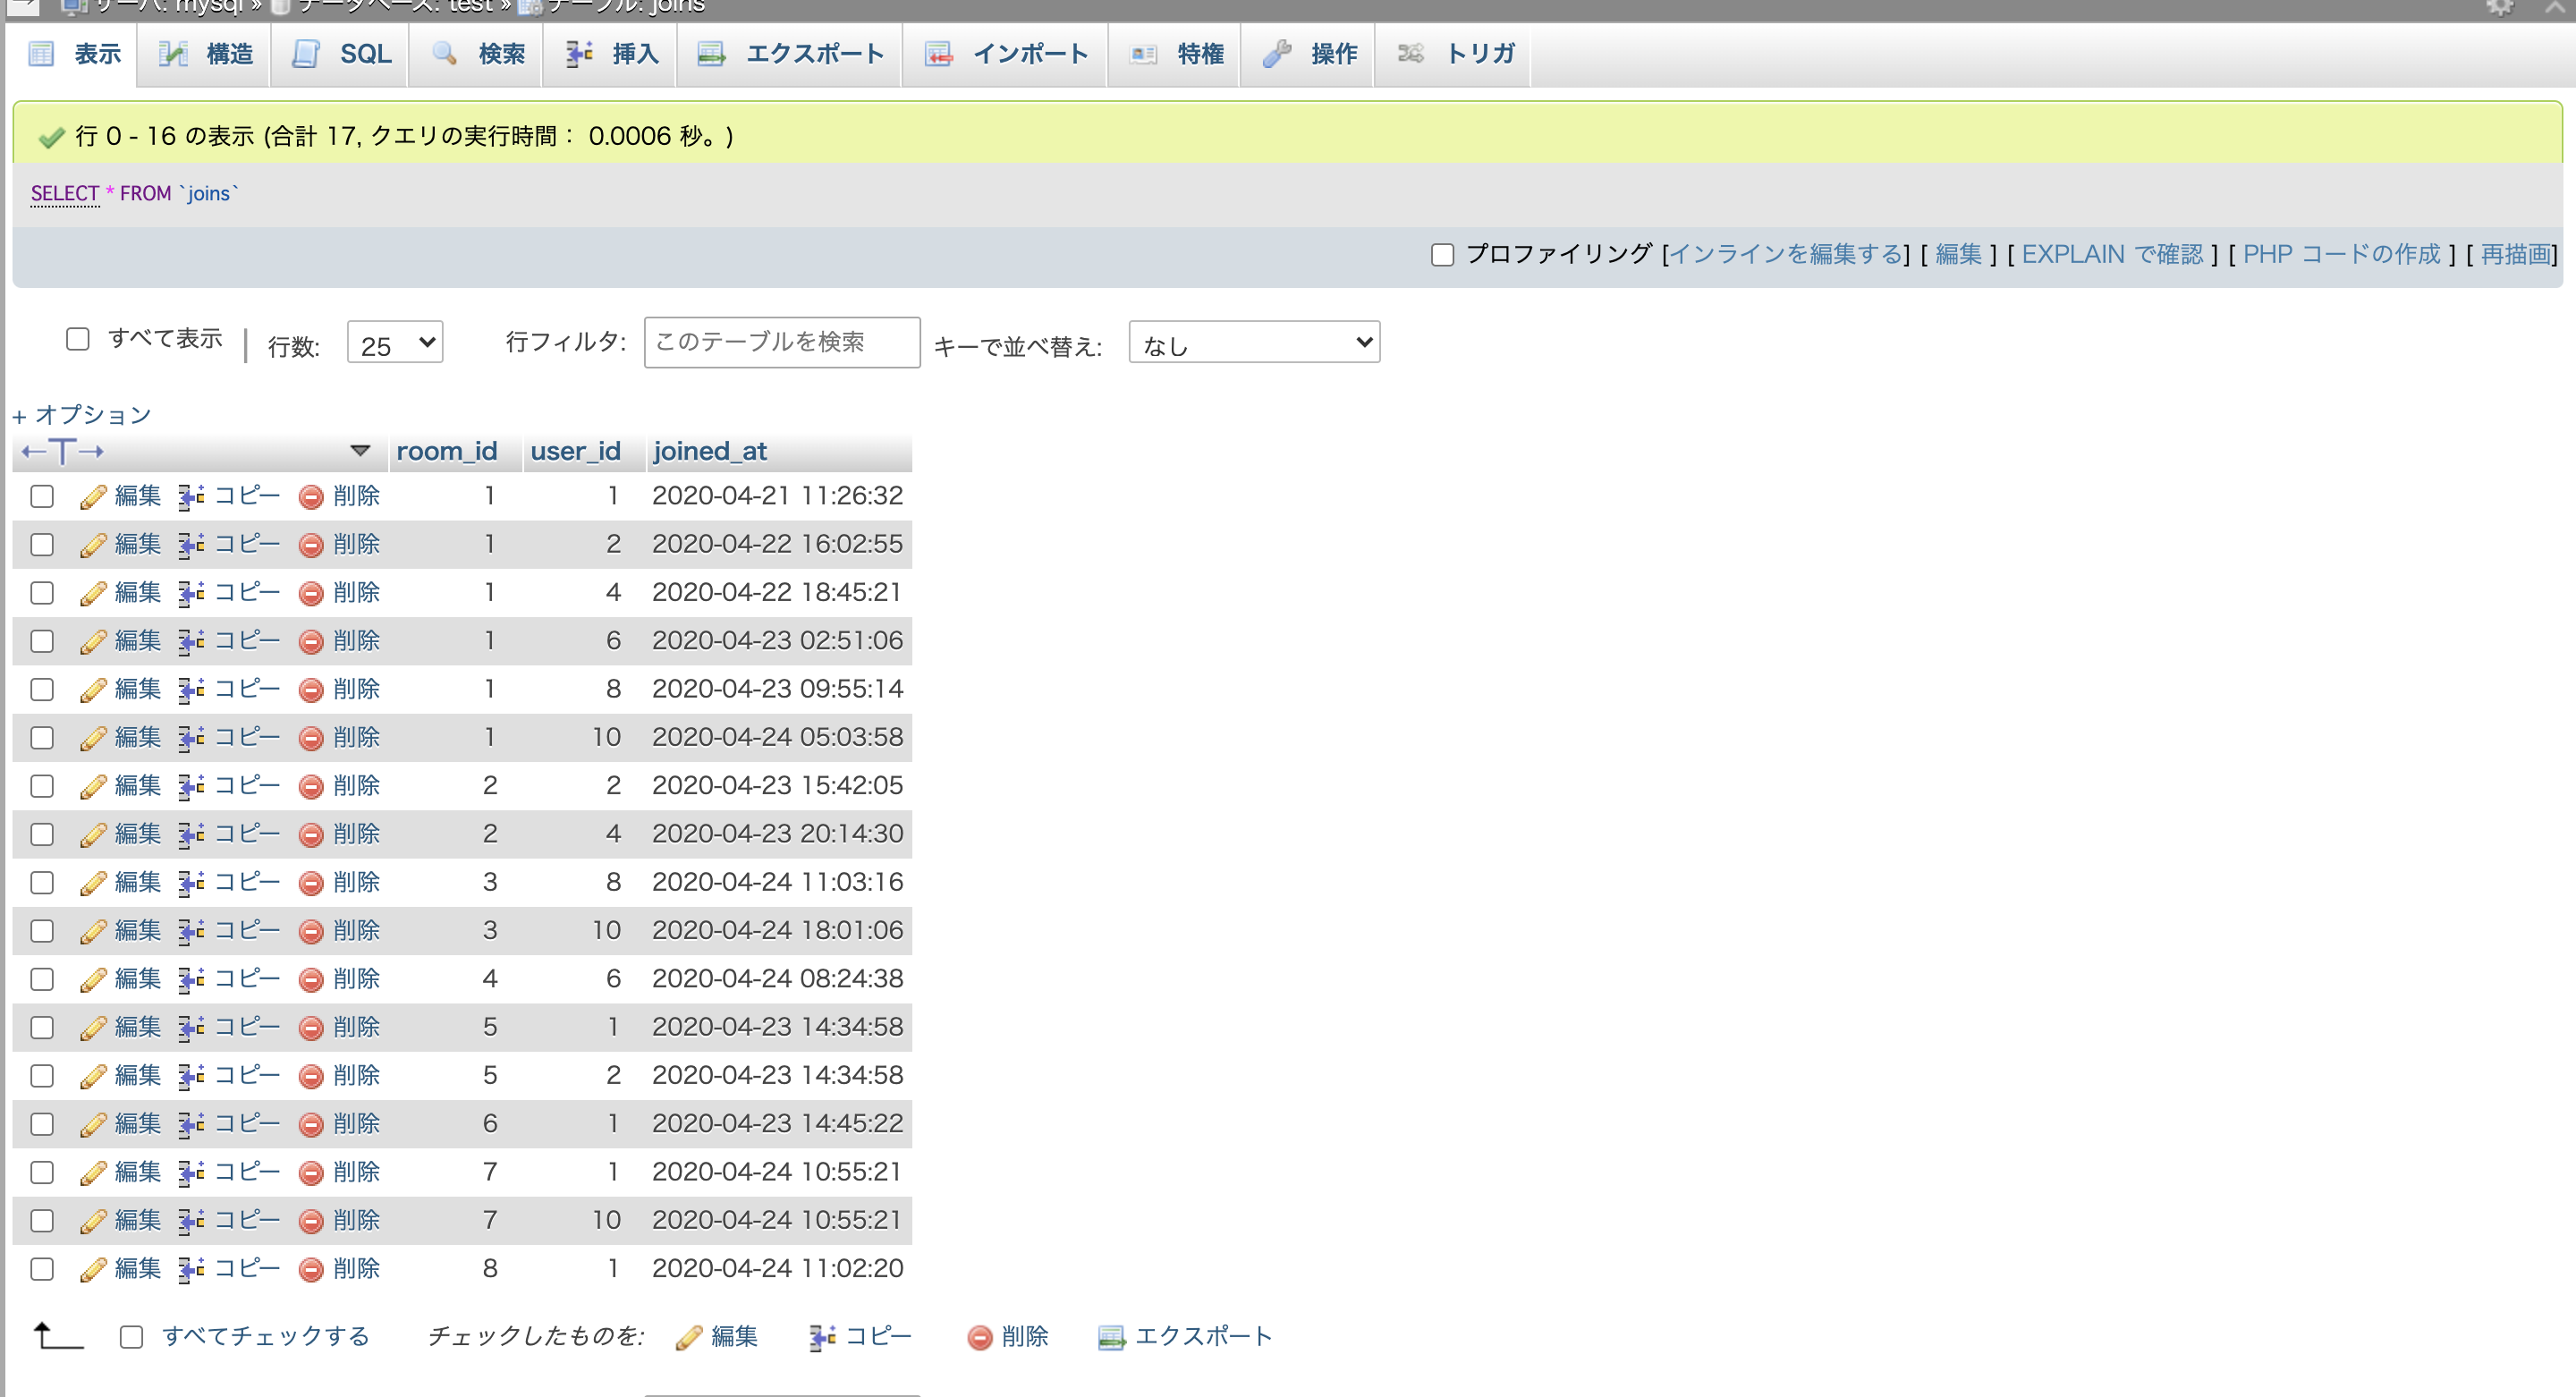 サーバ: mysql » データベース: test » テーブル: joins
表示 構造 SQL 検索 挿入 エクスポート インポート 特権 操作 トリガ
行 0 - 16 の表示 (合計 17, クエリの実行時間： 0.0006 秒。)
SELECT * FROM `joins`
プロファイリング [インラインを編集する] [ 編集 ] [ EXPLAIN で確認 ] [ PHP コードの作成 ] [ 再描画]
すべて表示 | 行数: 25 行フィルタ: このテーブルを検索 キーで並べ替え: なし
+ オプション
←T→ room_id user_id joined_at
編集 コピー 削除 1 1 2020-04-21 11:26:32
編集 コピー 削除 1 2 2020-04-22 16:02:55
編集 コピー 削除 1 4 2020-04-22 18:45:21
編集 コピー 削除 1 6 2020-04-23 02:51:06
編集 コピー 削除 1 8 2020-04-23 09:55:14
編集 コピー 削除 1 10 2020-04-24 05:03:58
編集 コピー 削除 2 2 2020-04-23 15:42:05
編集 コピー 削除 2 4 2020-04-23 20:14:30
編集 コピー 削除 3 8 2020-04-24 11:03:16
編集 コピー 削除 3 10 2020-04-24 18:01:06
編集 コピー 削除 4 6 2020-04-24 08:24:38
編集 コピー 削除 5 1 2020-04-23 14:34:58
編集 コピー 削除 5 2 2020-04-23 14:34:58
編集 コピー 削除 6 1 2020-04-23 14:45:22
編集 コピー 削除 7 1 2020-04-24 10:55:21
編集 コピー 削除 7 10 2020-04-24 10:55:21
編集 コピー 削除 8 1 2020-04-24 11:02:20
すべてチェックする チェックしたものを: 編集 コピー 削除 エクスポート